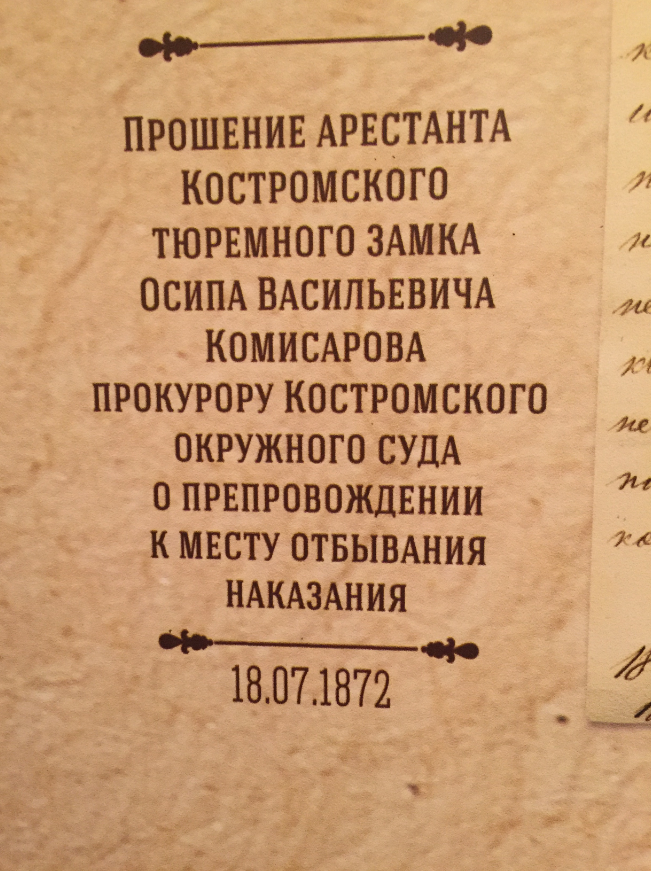 Прошение арестанта
Костромского
тюремного замка
Осипа Васильевича
Комисарова
прокурору Костромского
окружного суда
о препровождении
к месту отбывания
наказания
18.07.1872